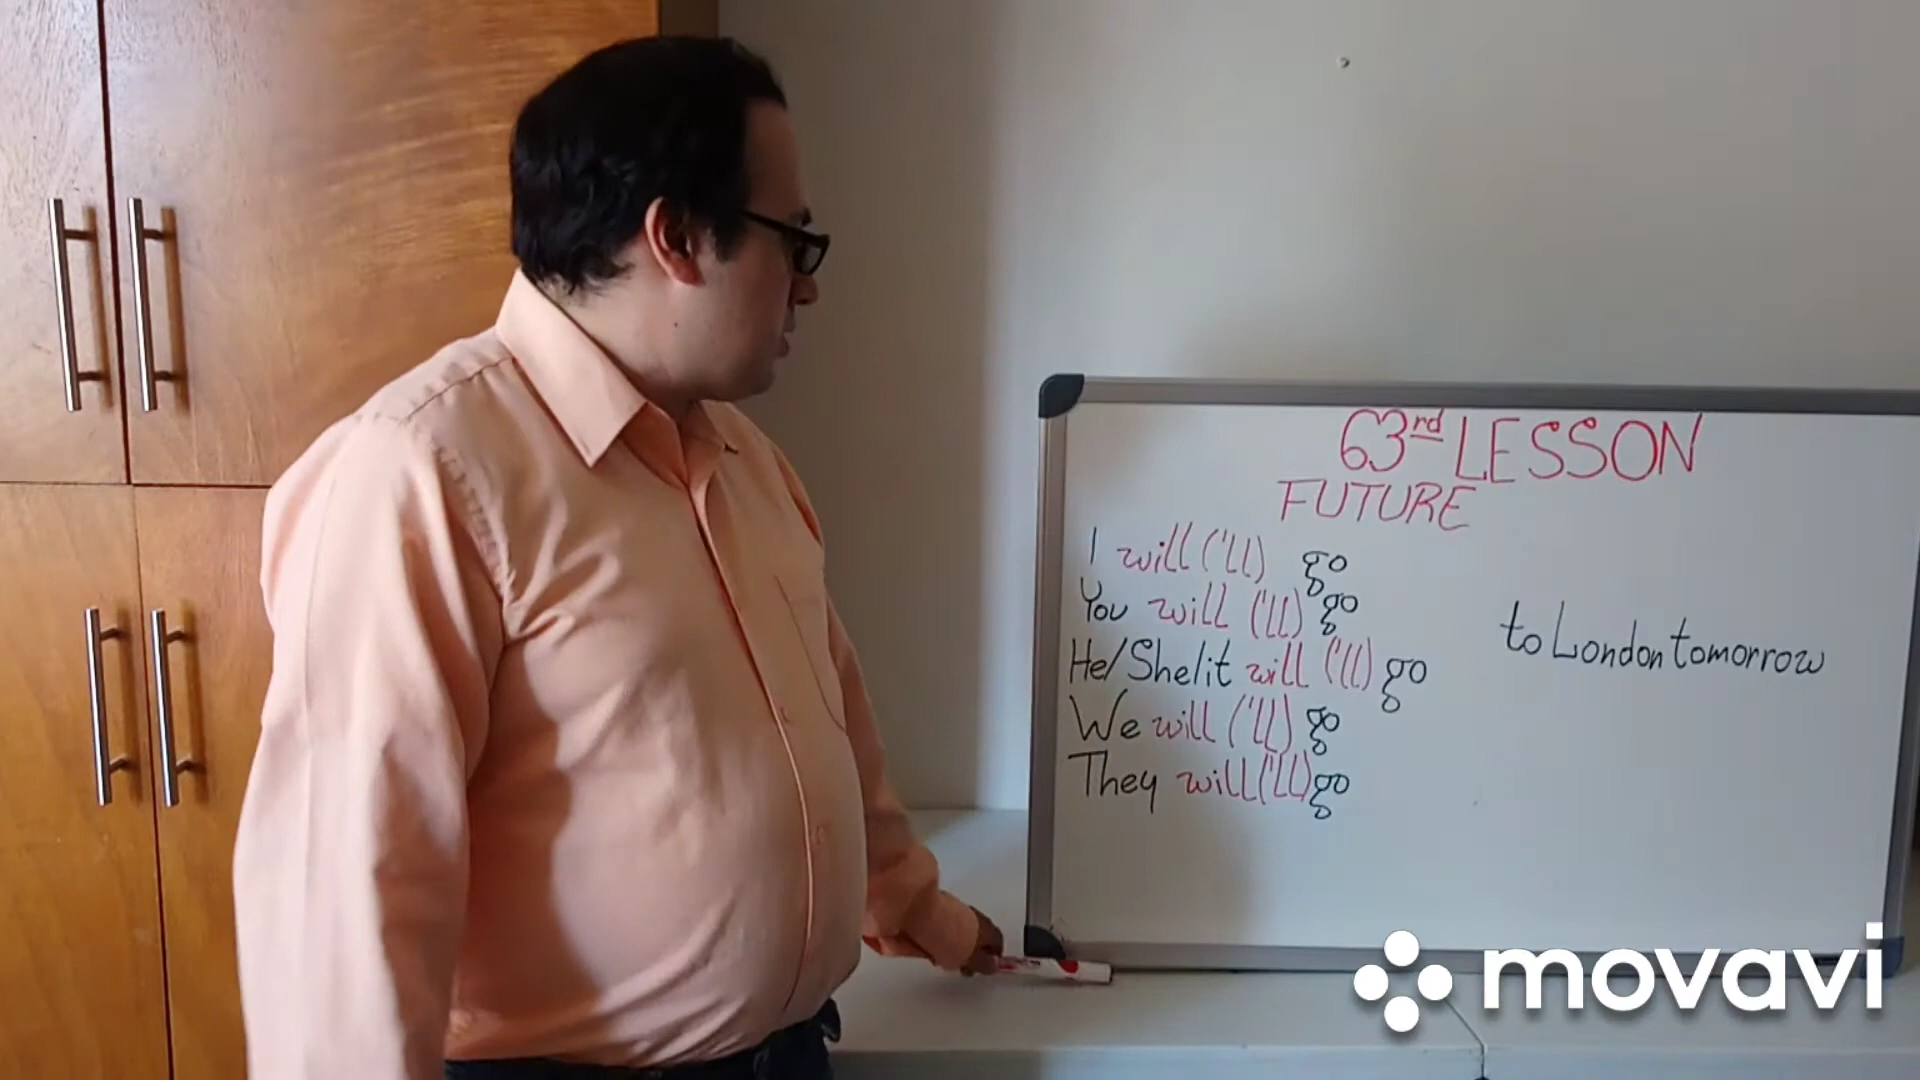 63rd LESSON
FUTURE
I will ('ll) go
You will ('ll) go
He/She/it will ('ll) go
We will ('ll) go
They will ('ll) go
to London tomorrow
movavi